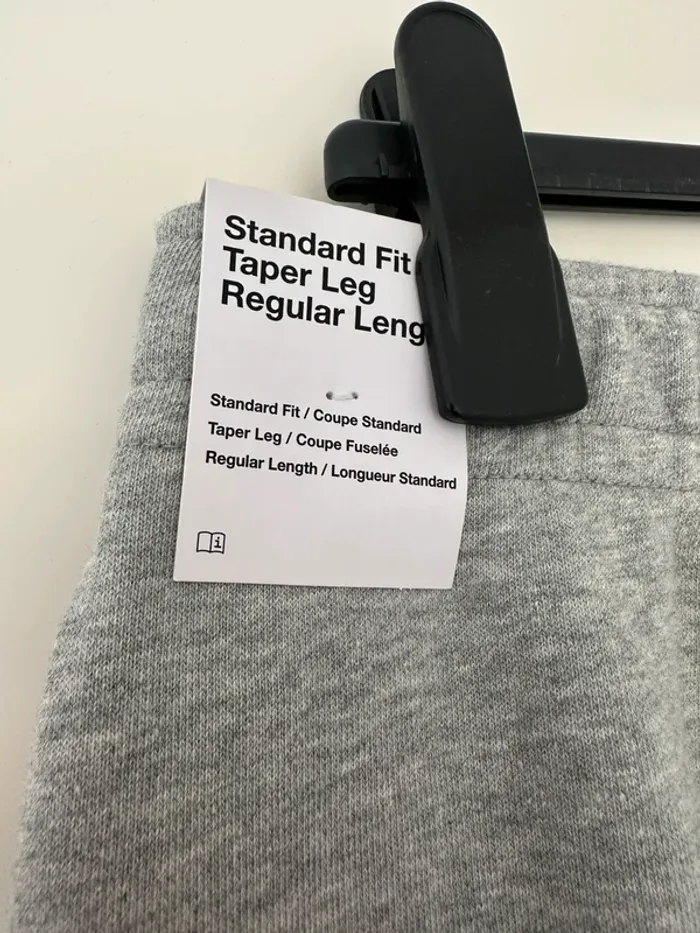 Standard Fit
Taper Leg
Regular Leng
Standard Fit / Coupe Standard
Taper Leg / Coupe Fuselée
Regular Length / Longueur Standard
i